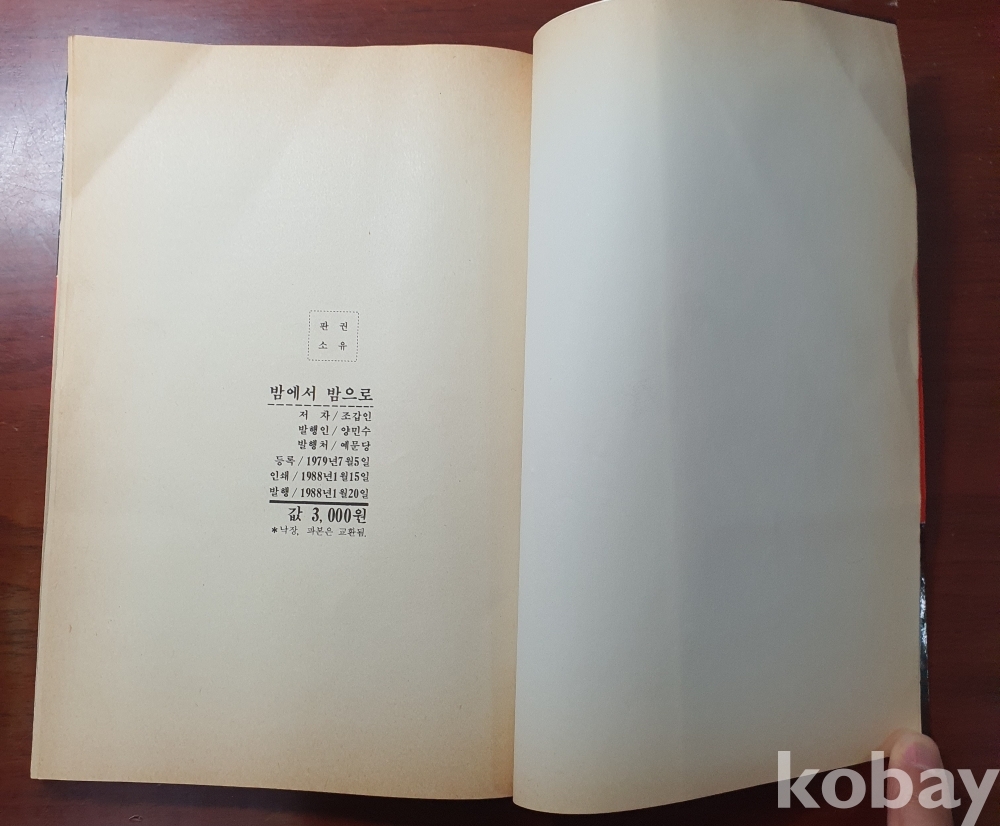 판 권
소 유
밤에서 밤으로
저 자/조갑인
발행인/양민수
발행처/예문당
등록/1979년7월5일
인쇄/1988년1월15일
발행/1988년1월20일
값 3,000원
*낙장, 파본은 교환됨.
kobay